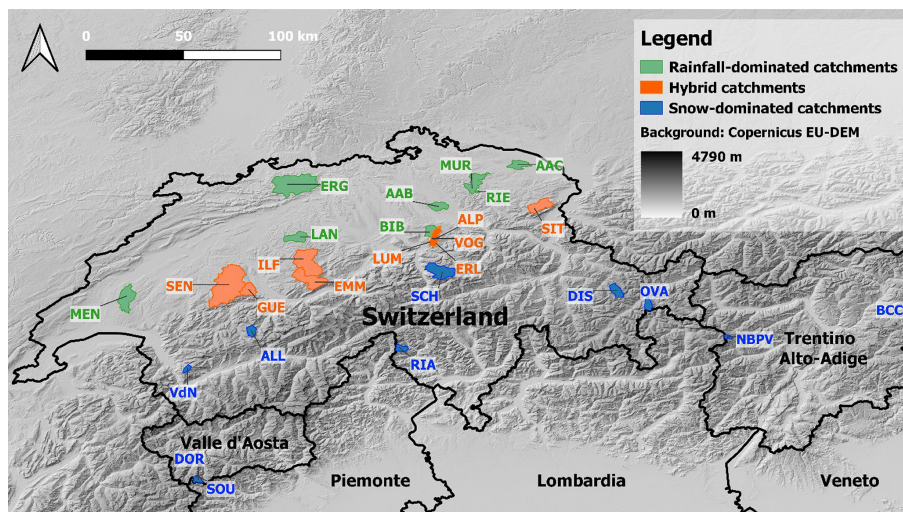 0 50 100 km
Legend
Rainfall-dominated catchments
Hybrid catchments
Snow-dominated catchments
Background: Copernicus EU-DEM
4790 m
0 m
MUR
AAC
ERG
AAB
RIE
ALP
BIB
SIT
LAN
VOG
LUM
ILF
ERL
SEN
EMM
SCH
DIS
OVA
GUE
MEN
Switzerland
BCC
NBPV
Trentino
Alto-Adige
ALL
RIA
VdN
Valle d'Aosta
DOR
SOU
Piemonte
Lombardia
Veneto